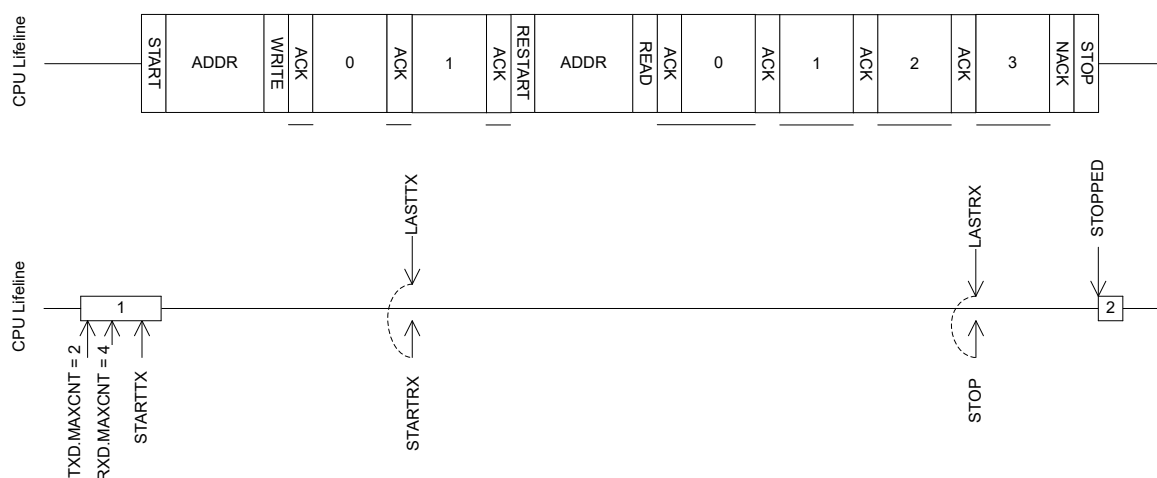 CPU Lifeline
START
ADDR
WRITE
ACK
0
ACK
1
ACK
RESTART
ADDR
READ
ACK
0
ACK
1
ACK
2
ACK
3
NACK
STOP
LASTTX
LASTRX
STOPPED
CPU Lifeline
1
2
TXD.MAXCNT = 2
RXD.MAXCNT = 4
STARTTX
STARTRX
STOP